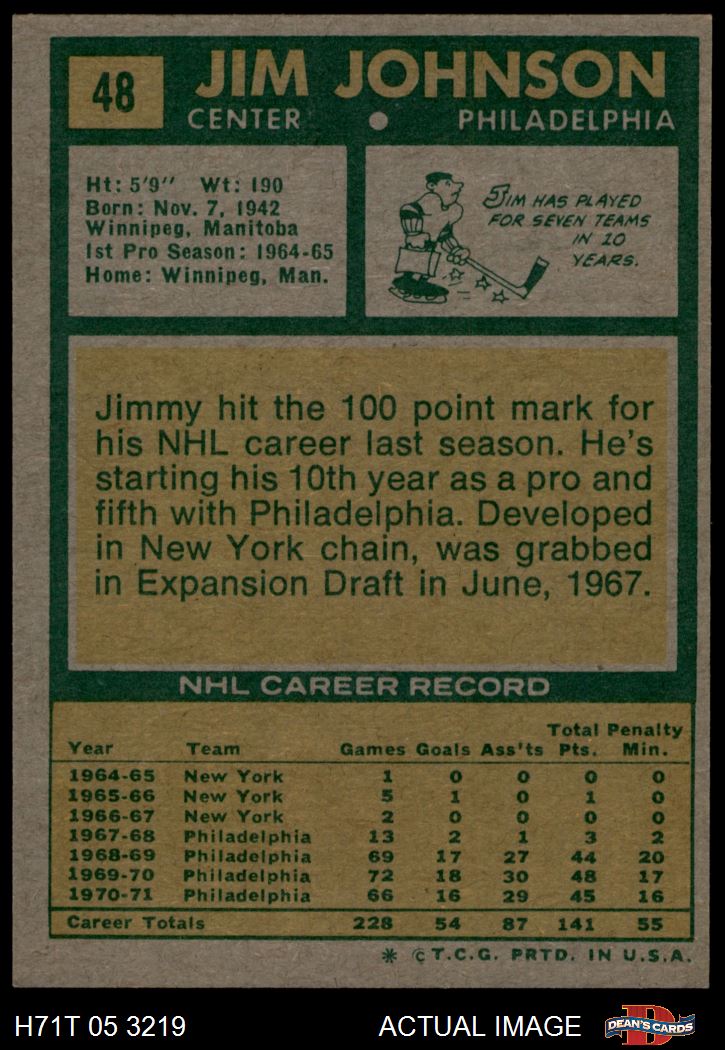 48
JIM JOHNSON
CENTER • PHILADELPHIA
Ht: 5'9" Wt: 190
Born: Nov. 7, 1942
Winnipeg, Manitoba
1st Pro Season: 1964-65
Home: Winnipeg, Man.
JIM HAS PLAYED
FOR SEVEN TEAMS
IN 10
YEARS.
Jimmy hit the 100 point mark for
his NHL career last season. He's
starting his 10th year as a pro and
fifth with Philadelphia. Developed
in New York chain, was grabbed
in Expansion Draft in June, 1967.
NHL CAREER RECORD
Year Team Games Goals Ass'ts Total Pts. Penalty Min.
1964-65 New York 1 0 0 0 0
1965-66 New York 5 1 0 1 0
1966-67 New York 2 0 0 0 0
1967-68 Philadelphia 13 2 1 3 2
1968-69 Philadelphia 69 17 27 44 20
1969-70 Philadelphia 72 18 30 48 17
1970-71 Philadelphia 66 16 29 45 16
Career Totals 228 54 87 141 55
* © T.C.G. PRTD. IN U.S.A.
H71T 05 3219 ACTUAL IMAGE
D
DEAN'S CARDS